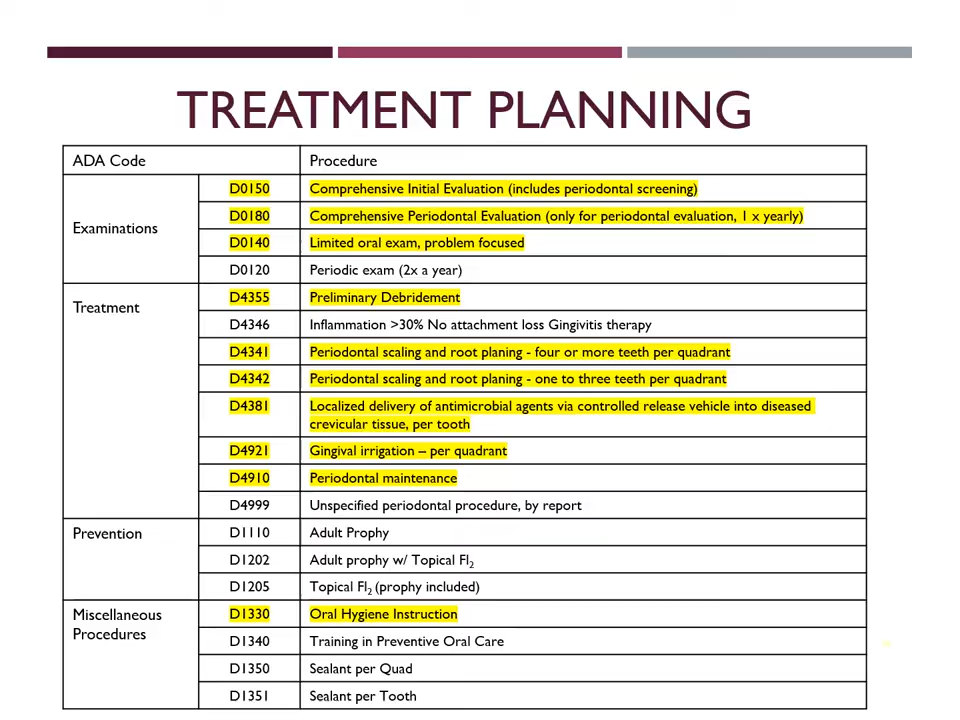 TREATMENT PLANNING
ADA Code Procedure
Examinations
D0150 Comprehensive Initial Evaluation (includes periodontal screening)
D0180 Comprehensive Periodontal Evaluation (only for periodontal evaluation, 1 x yearly)
D0140 Limited oral exam, problem focused
D0120 Periodic exam (2x a year)
Treatment
D4355 Preliminary Debridement
D4346 Inflammation >30% No attachment loss Gingivitis therapy
D4341 Periodontal scaling and root planing - four or more teeth per quadrant
D4342 Periodontal scaling and root planing - one to three teeth per quadrant
D4381 Localized delivery of antimicrobial agents via controlled release vehicle into diseased
crevicular tissue, per tooth
D4921 Gingival irrigation – per quadrant
D4910 Periodontal maintenance
D4999 Unspecified periodontal procedure, by report
Prevention
D1110 Adult Prophy
D1202 Adult prophy w/ Topical Fl₂
D1205 Topical Fl₂ (prophy included)
Miscellaneous
Procedures
D1330 Oral Hygiene Instruction
D1340 Training in Preventive Oral Care
D1350 Sealant per Quad
D1351 Sealant per Tooth